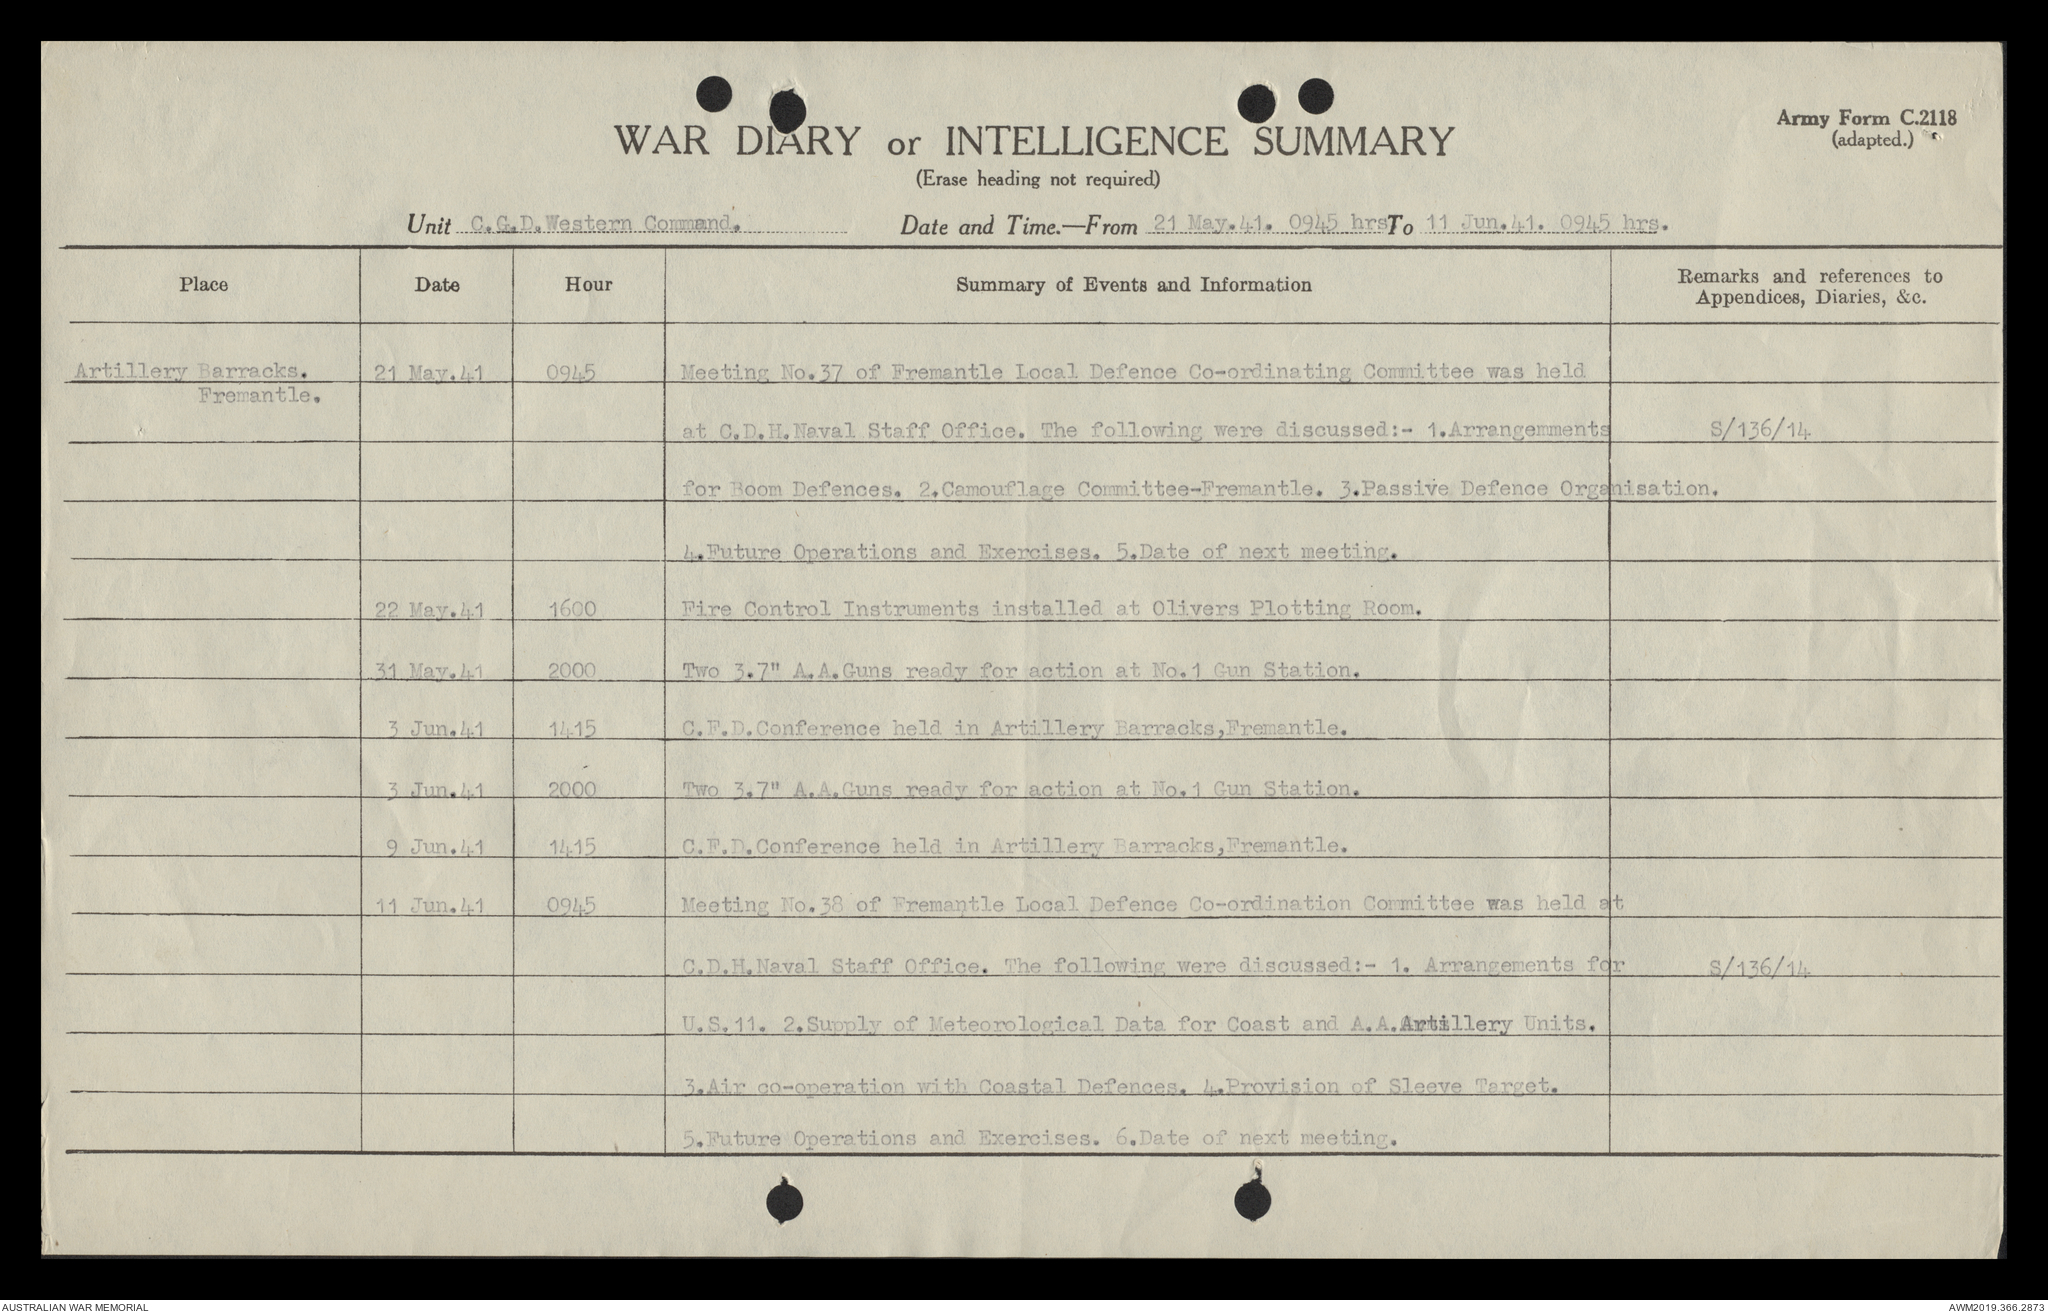 Army Form C.2118
(adapted.)
WAR DIARY or INTELLIGENCE SUMMARY
(Erase heading not required)
Unit C.G.D.Western Command. Date and Time.—From 21 May.41. 0945 hrs To 11 Jun.41. 0945 hrs.
Place Date Hour Summary of Events and Information Remarks and references to
Appendices, Diaries, &c.
Artillery Barracks. 21 May.41 0945 Meeting No.37 of Fremantle Local Defence Co-ordinating Committee was held
Fremantle.
at C.D.H.Naval Staff Office. The following were discussed:- 1.Arrangemments S/136/14
for Boom Defences. 2.Camouflage Committee-Fremantle. 3.Passive Defence Organisation.
4.Future Operations and Exercises. 5.Date of next meeting.
22 May.41 1600 Fire Control Instruments installed at Olivers Plotting Room.
31 May.41 2000 Two 3.7" A.A.Guns ready for action at No.1 Gun Station.
3 Jun.41 1415 C.F.D.Conference held in Artillery Barracks,Fremantle.
3 Jun.41 2000 Two 3.7" A.A.Guns ready for action at No.1 Gun Station.
9 Jun.41 1415 C.F.D.Conference held in Artillery Barracks,Fremantle.
11 Jun.41 0945 Meeting No.38 of Fremantle Local Defence Co-ordination Committee was held at
C.D.H.Naval Staff Office. The following were discussed:- 1. Arrangements for S/136/14
U.S.11. 2.Supply of Meteorological Data for Coast and A.A.Artillery Units.
3.Air co-operation with Coastal Defences. 4.Provision of Sleeve Target.
5.Future Operations and Exercises. 6.Date of next meeting.
AUSTRALIAN WAR MEMORIAL AWM2019.366.2873